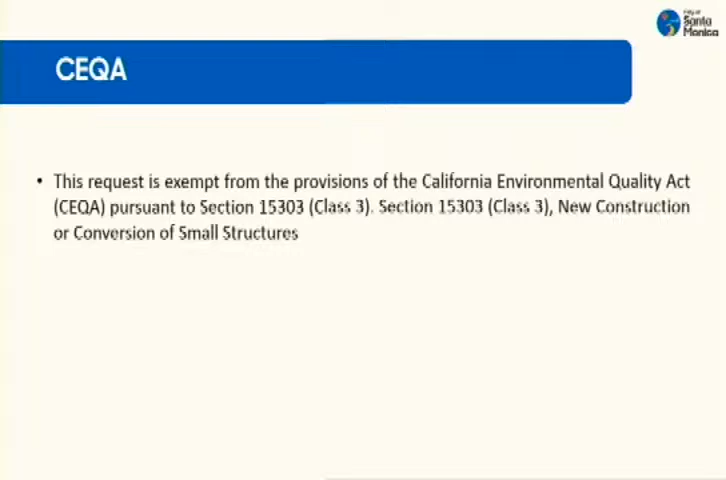 City of
Santa
Monica
CEQA
• This request is exempt from the provisions of the California Environmental Quality Act
(CEQA) pursuant to Section 15303 (Class 3). Section 15303 (Class 3), New Construction
or Conversion of Small Structures